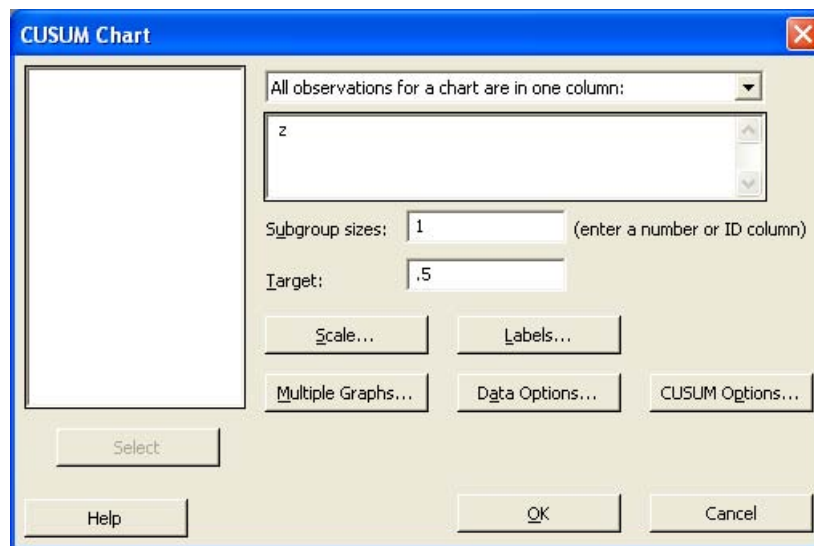 CUSUM Chart
All observations for a chart are in one column:
z
Subgroup sizes: 1 (enter a number or ID column)
Target: .5
Scale... Labels...
Multiple Graphs... Data Options... CUSUM Options...
Select
Help OK Cancel